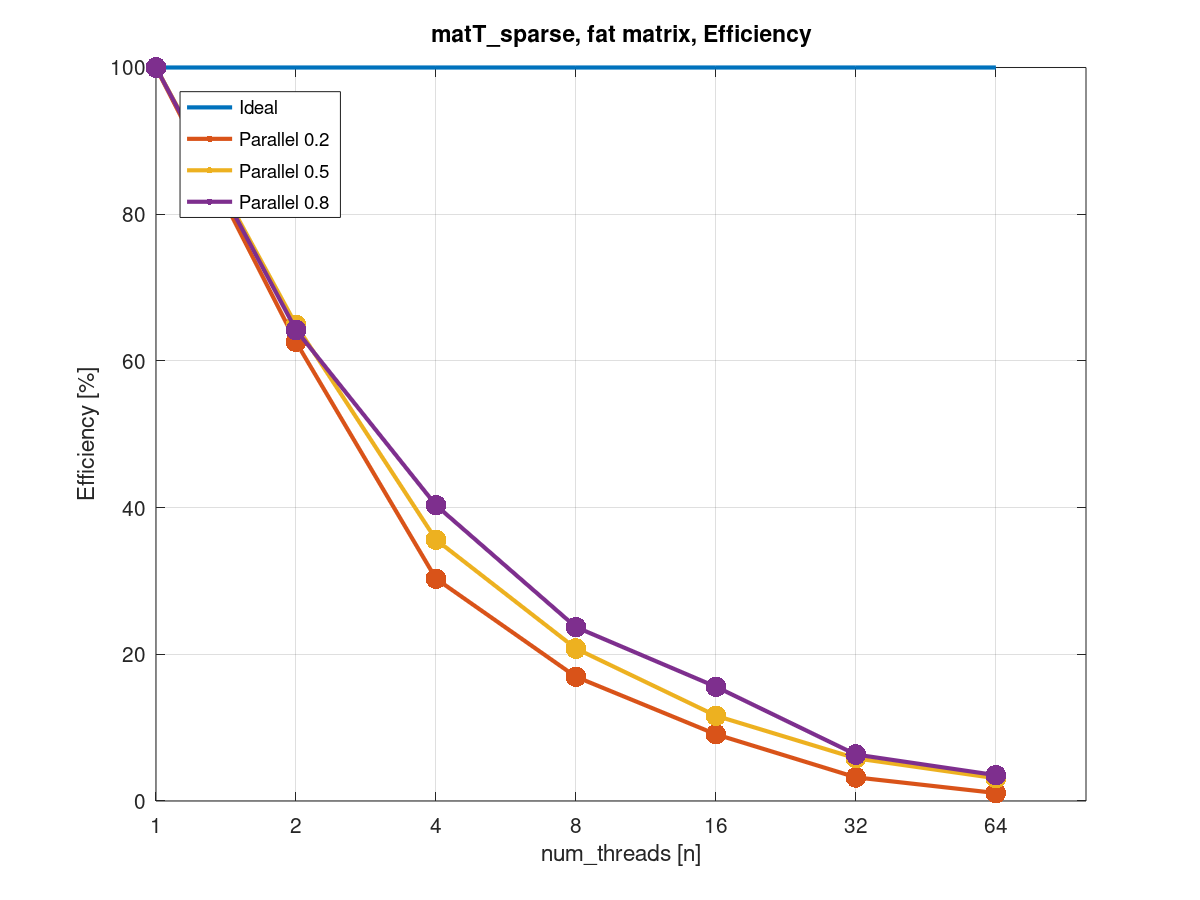 matT_sparse, fat matrix, Efficiency
100
80
60
40
20
0
Efficiency [%]
Ideal
Parallel 0.2
Parallel 0.5
Parallel 0.8
1 2 4 8 16 32 64
num_threads [n]